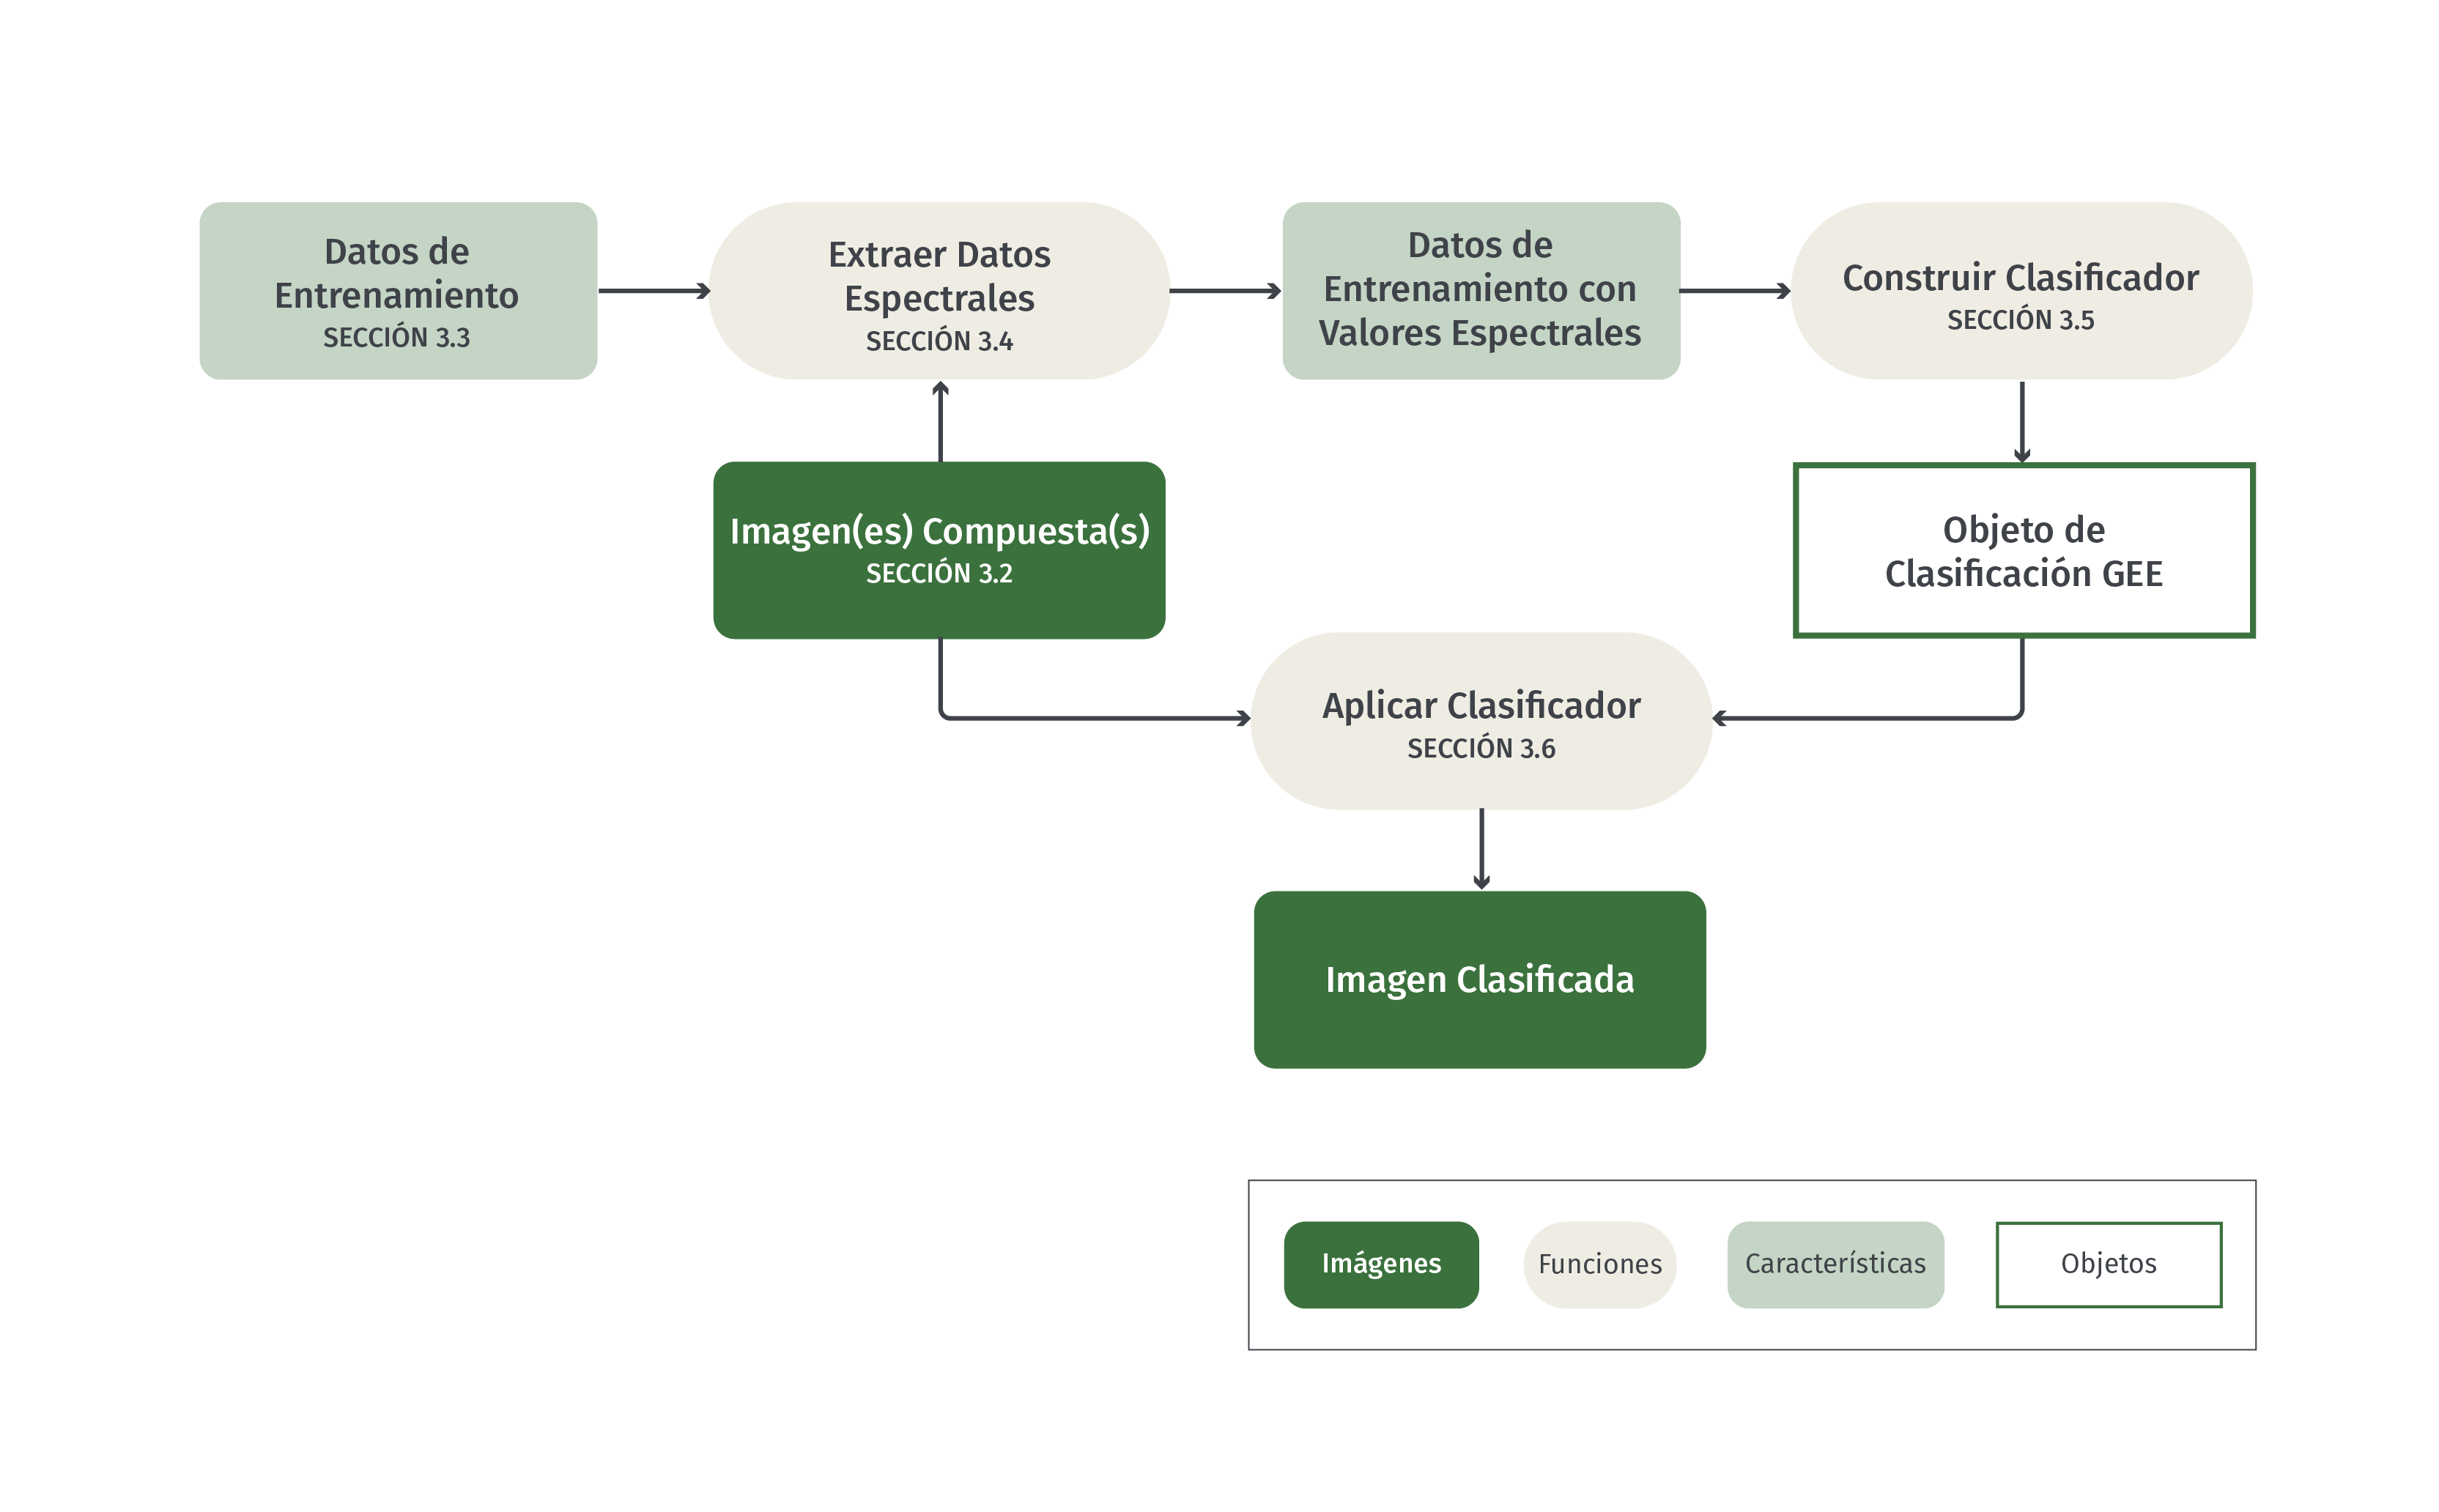 Datos de
Entrenamiento
SECCIÓN 3.3
Extraer Datos
Espectrales
SECCIÓN 3.4
Datos de
Entrenamiento con
Valores Espectrales
Construir Clasificador
SECCIÓN 3.5
Imagen(es) Compuesta(s)
SECCIÓN 3.2
Objeto de
Clasificación GEE
Aplicar Clasificador
SECCIÓN 3.6
Imagen Clasificada
Imágenes
Funciones
Características
Objetos